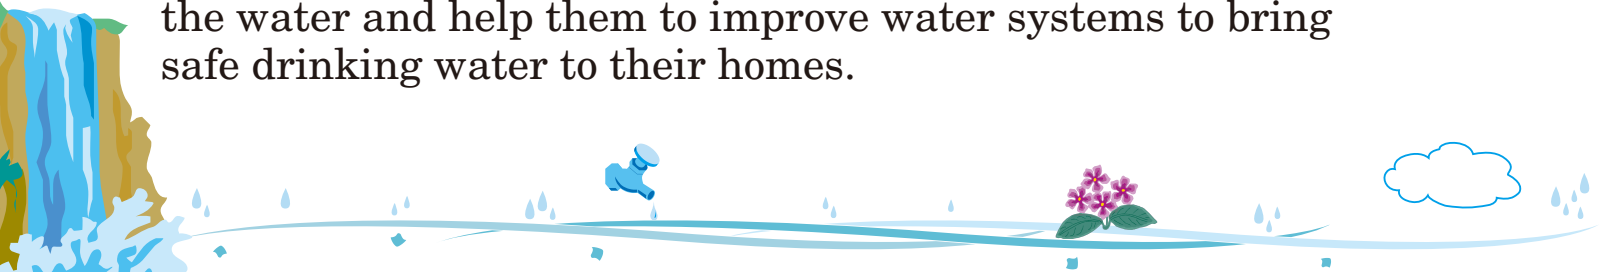 the water and help them to improve water systems to bring
safe drinking water to their homes.